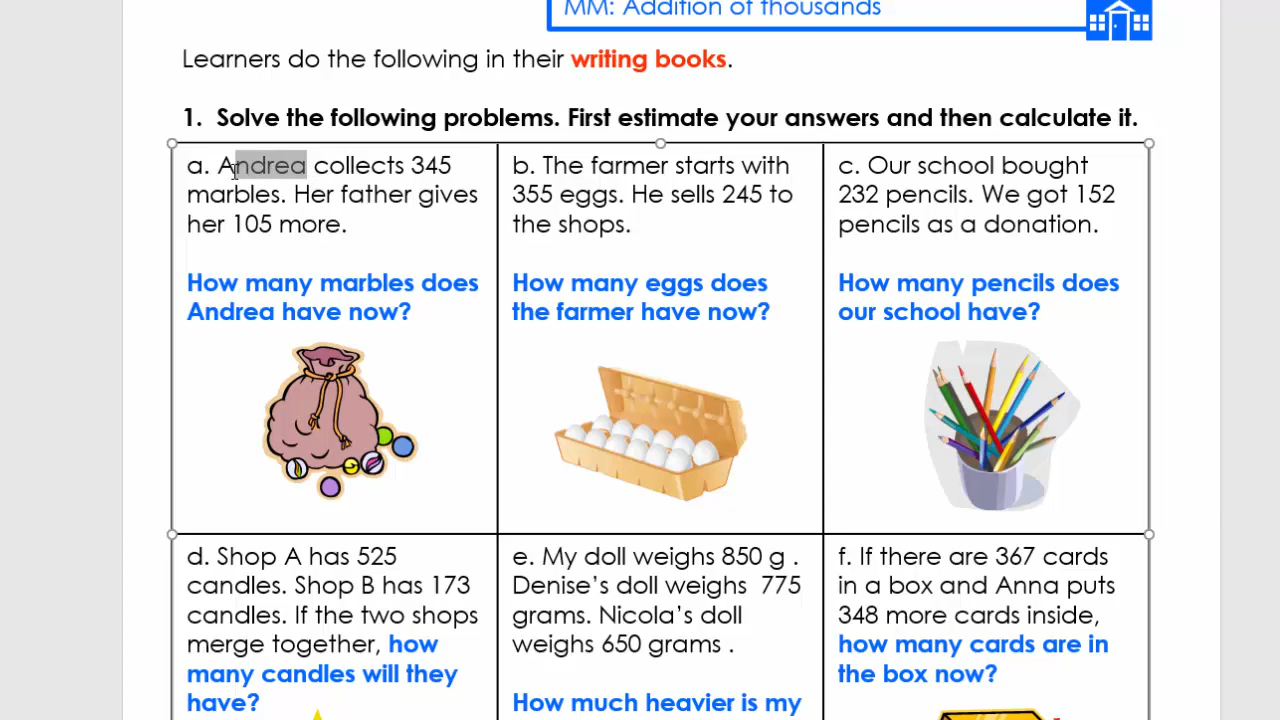 MM: Addition of thousands
Learners do the following in their writing books.
1. Solve the following problems. First estimate your answers and then calculate it.
a. Andrea collects 345
marbles. Her father gives
her 105 more.
How many marbles does
Andrea have now?
b. The farmer starts with
355 eggs. He sells 245 to
the shops.
How many eggs does
the farmer have now?
c. Our school bought
232 pencils. We got 152
pencils as a donation.
How many pencils does
our school have?
d. Shop A has 525
candles. Shop B has 173
candles. If the two shops
merge together, how
many candles will they
have?
e. My doll weighs 850 g .
Denise’s doll weighs  775
grams. Nicola’s doll
weighs 650 grams .
How much heavier is my
f. If there are 367 cards
in a box and Anna puts
348 more cards inside,
how many cards are in
the box now?